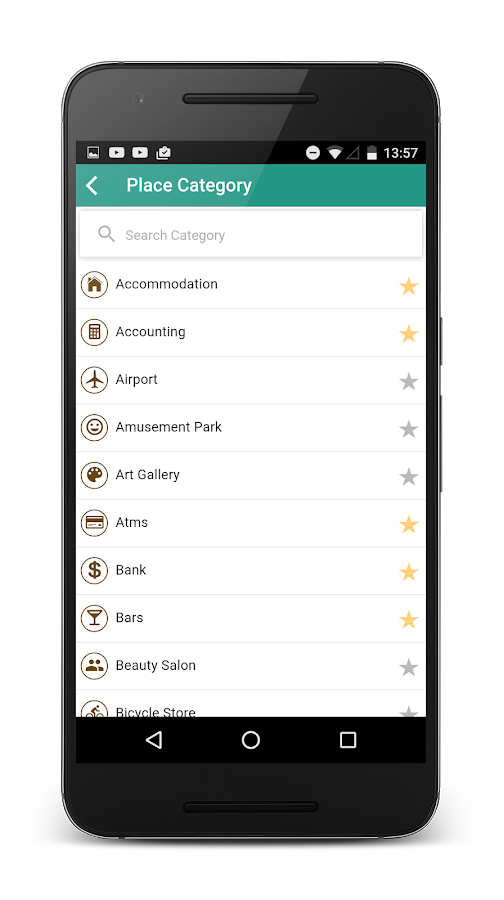 13:57
Place Category
Search Category
Accommodation
Accounting
Airport
Amusement Park
Art Gallery
Atms
Bank
Bars
Beauty Salon
Bicycle Store